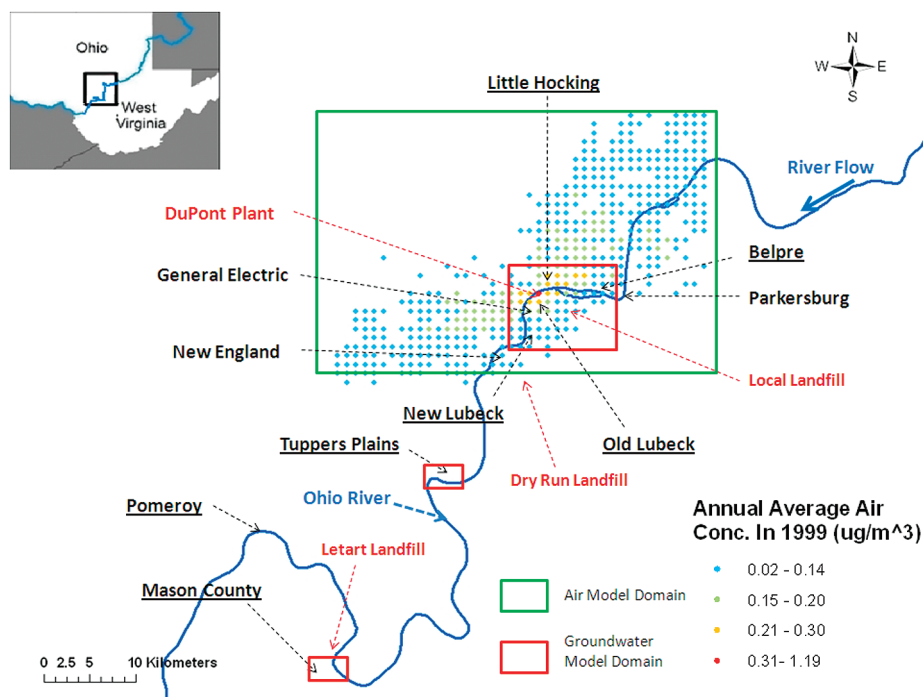 Ohio
West
Virginia
N
W E
S
Little Hocking
River Flow
DuPont Plant
General Electric
Belpre
Parkersburg
New England
Local Landfill
New Lubeck
Old Lubeck
Tuppers Plains
Dry Run Landfill
Ohio River
Pomeroy
Letart Landfill
Mason County
0 2.5 5 10 Kilometers
Annual Average Air
Conc. In 1999 (ug/m^3)
Air Model Domain
Groundwater
Model Domain
0.02 - 0.14
0.15 - 0.20
0.21 - 0.30
0.31- 1.19